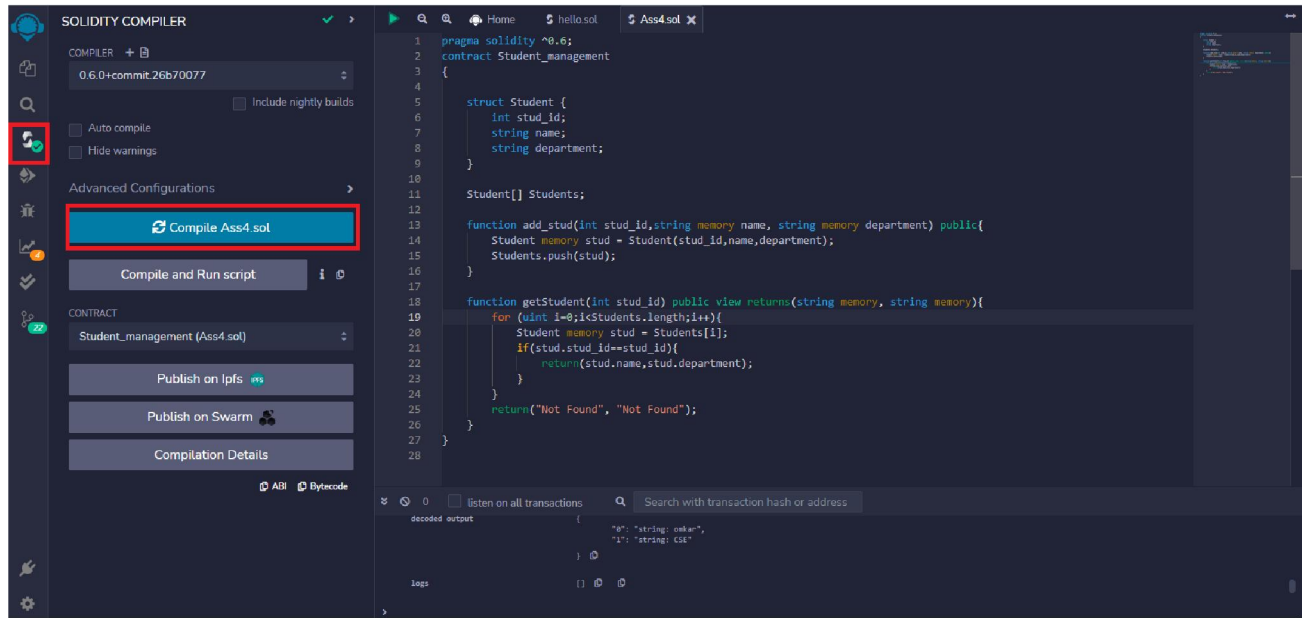 SOLIDITY COMPILER
COMPILER
0.6.0+commit.26b70077
Include nightly builds
Auto compile
Hide warnings
Advanced Configurations
Compile Ass4.sol
Compile and Run script
i
CONTRACT
Student_management (Ass4.sol)
Publish on Ipfs
IPFS
Publish on Swarm
Compilation Details
ABI Bytecode
4
22
Home hello.sol Ass4.sol
1 pragma solidity ^0.6;
2 contract Student_management
3 {
4
5 struct Student {
6 int stud_id;
7 string name;
8 string department;
9 }
10
11 Student[] Students;
12
13 function add_stud(int stud_id,string memory name, string memory department) public{
14 Student memory stud = Student(stud_id,name,department);
15 Students.push(stud);
16 }
17
18 function getStudent(int stud_id) public view returns(string memory, string memory){
19 for (uint i=0;i<Students.length;i++){
20 Student memory stud = Students[i];
21 if(stud.stud_id==stud_id){
22 return(stud.name,stud.department);
23 }
24 }
25 return("Not Found", "Not Found");
26 }
27 }
28
0 listen on all transactions Search with transaction hash or address
decoded output {
"0": "string: omkar",
"1": "string: CSE"
}
logs []
>